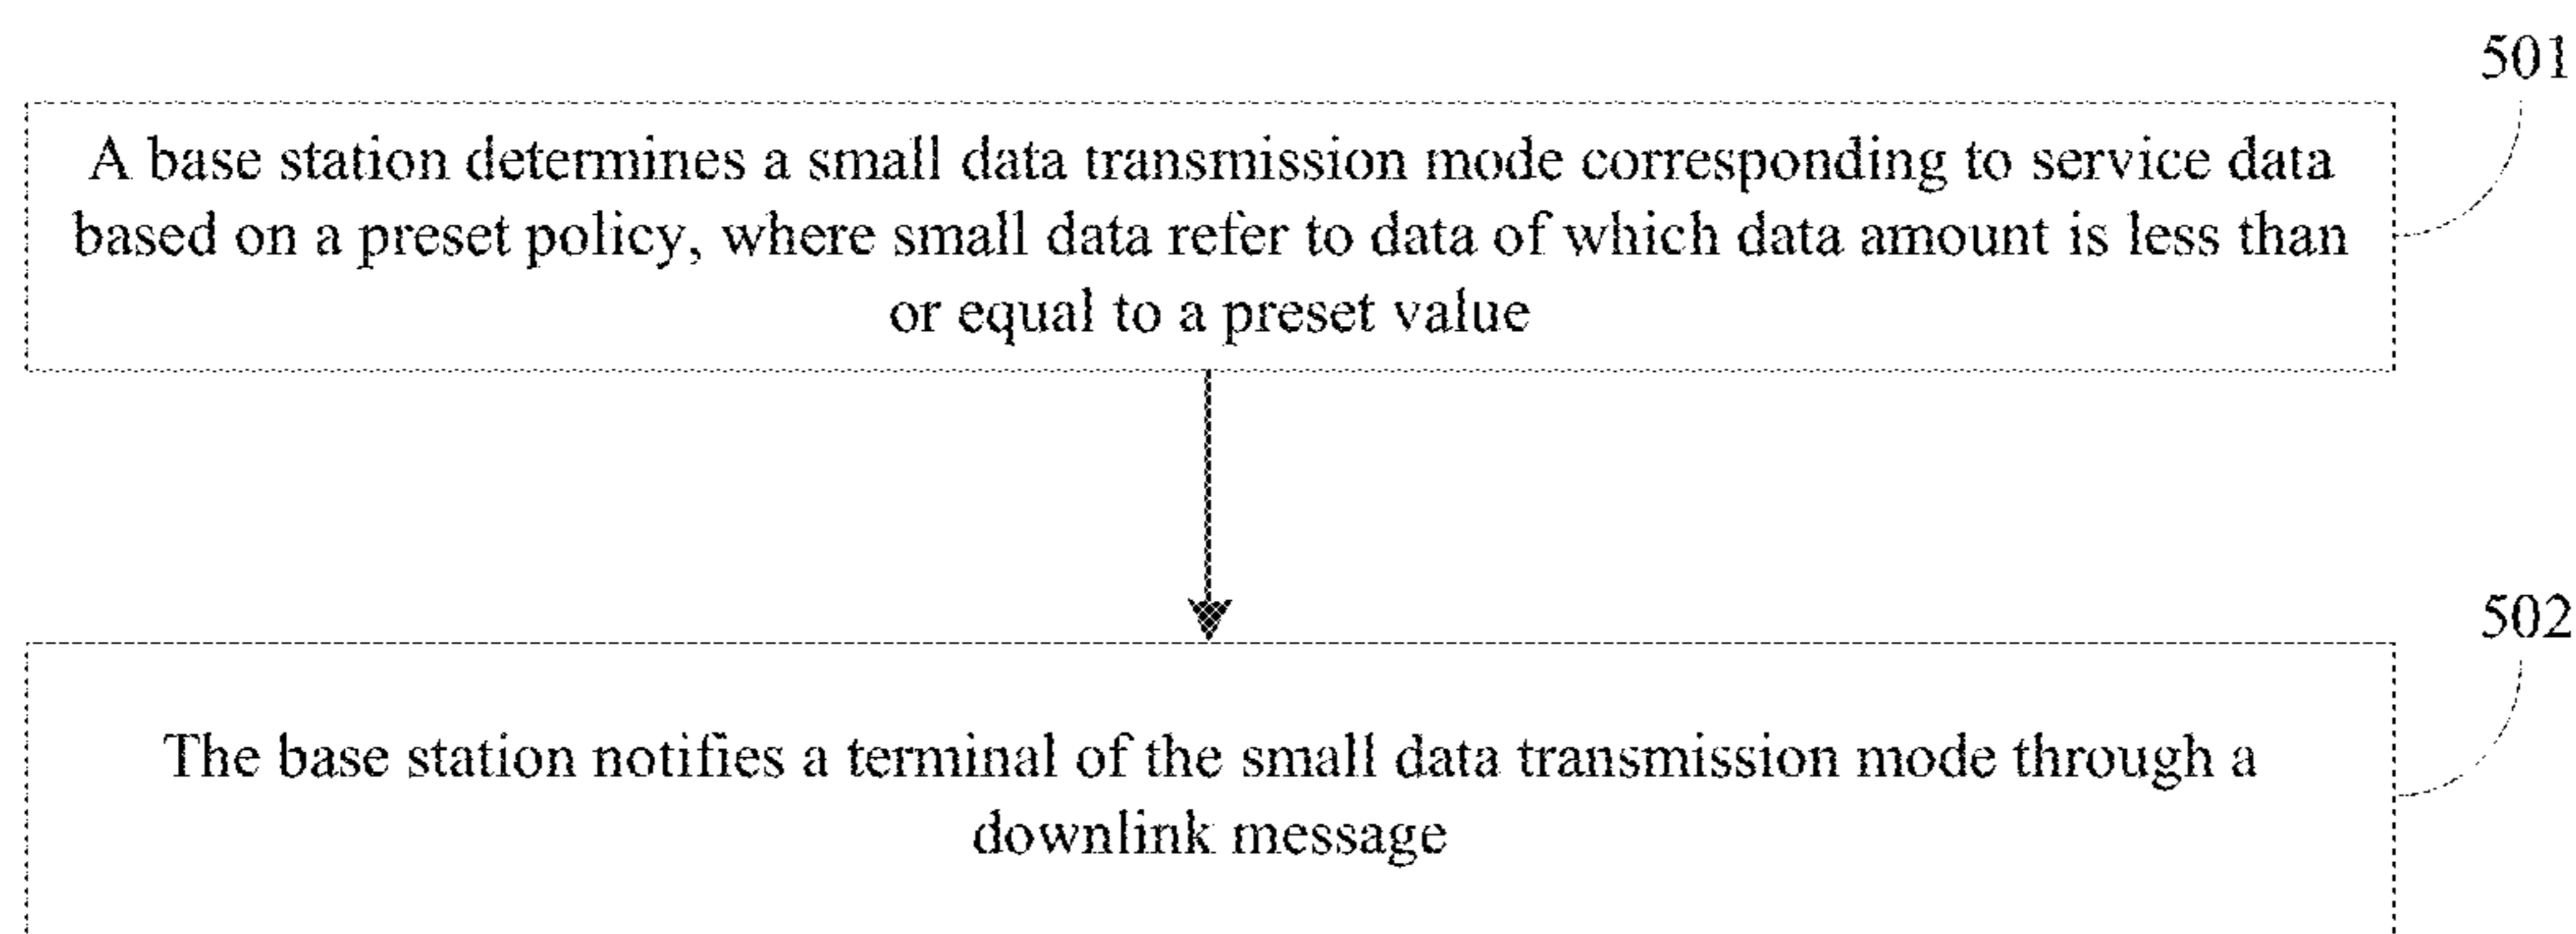 501
A base station determines a small data transmission mode corresponding to service data
based on a preset policy, where small data refer to data of which data amount is less than
or equal to a preset value
502
The base station notifies a terminal of the small data transmission mode through a
downlink message